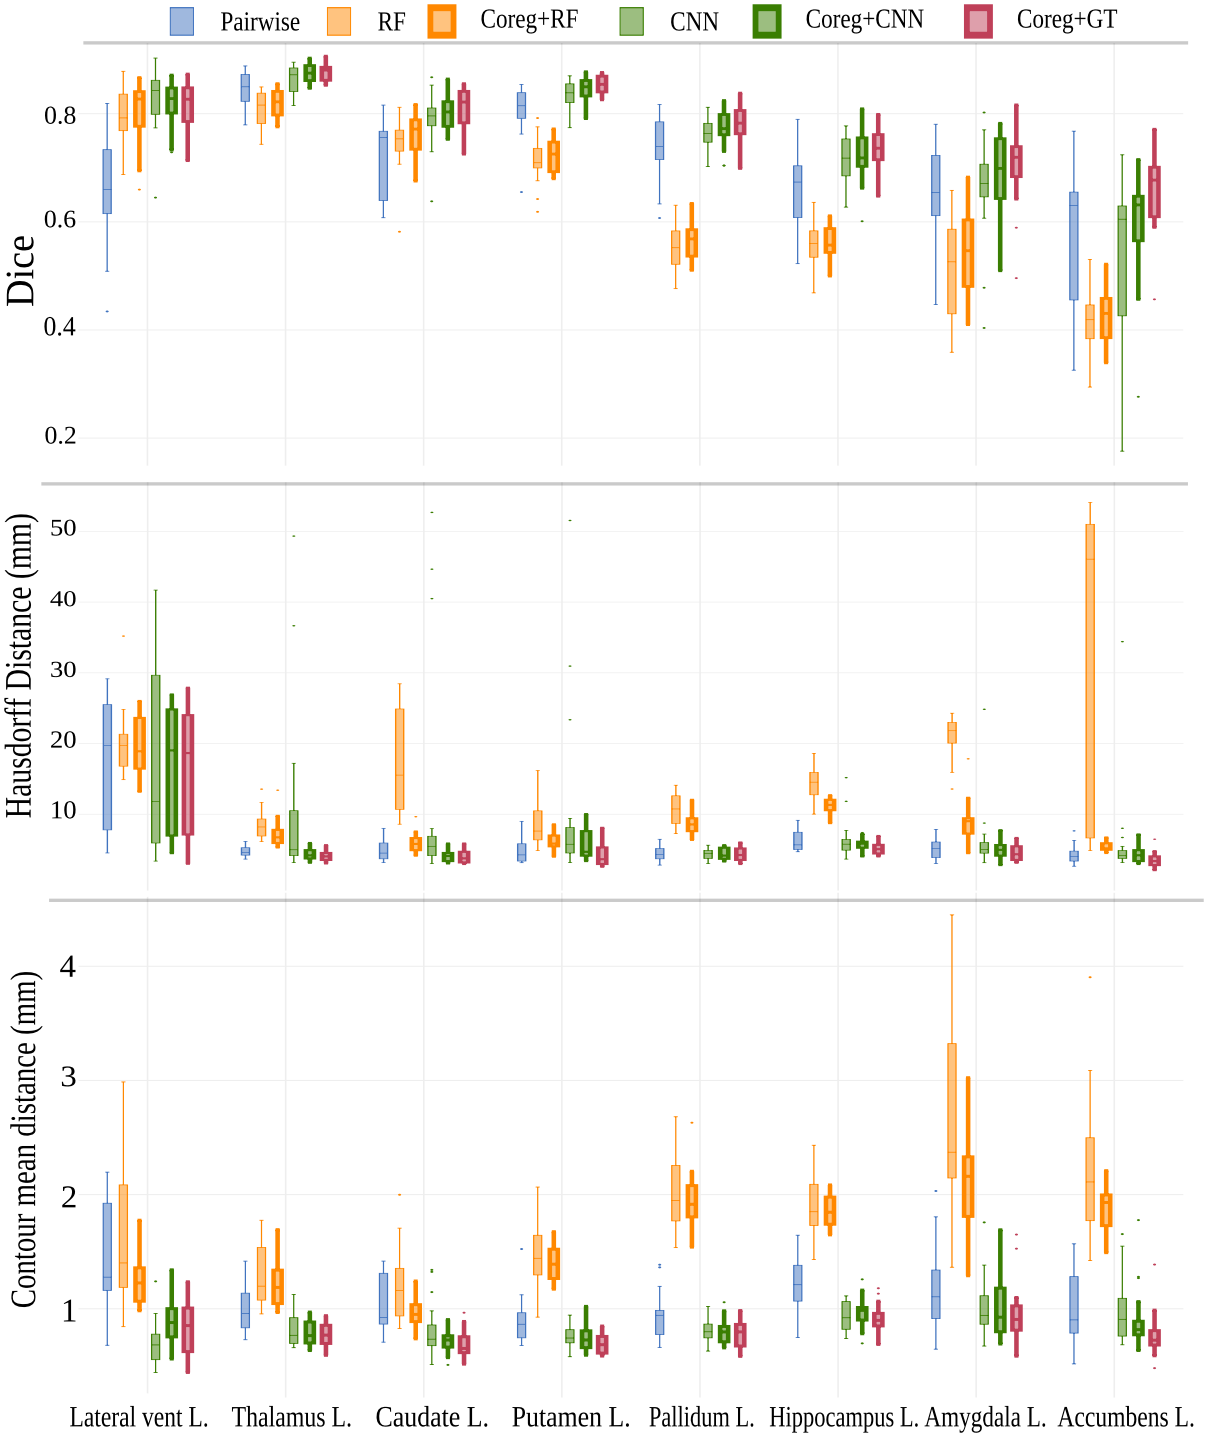 Pairwise RF Coreg+RF CNN Coreg+CNN Coreg+GT
Dice
0.8
0.6
0.4
0.2
Hausdorff Distance (mm)
50
40
30
20
10
Contour mean distance (mm)
4
3
2
1
Lateral vent L. Thalamus L. Caudate L. Putamen L. Pallidum L. Hippocampus L. Amygdala L. Accumbens L.